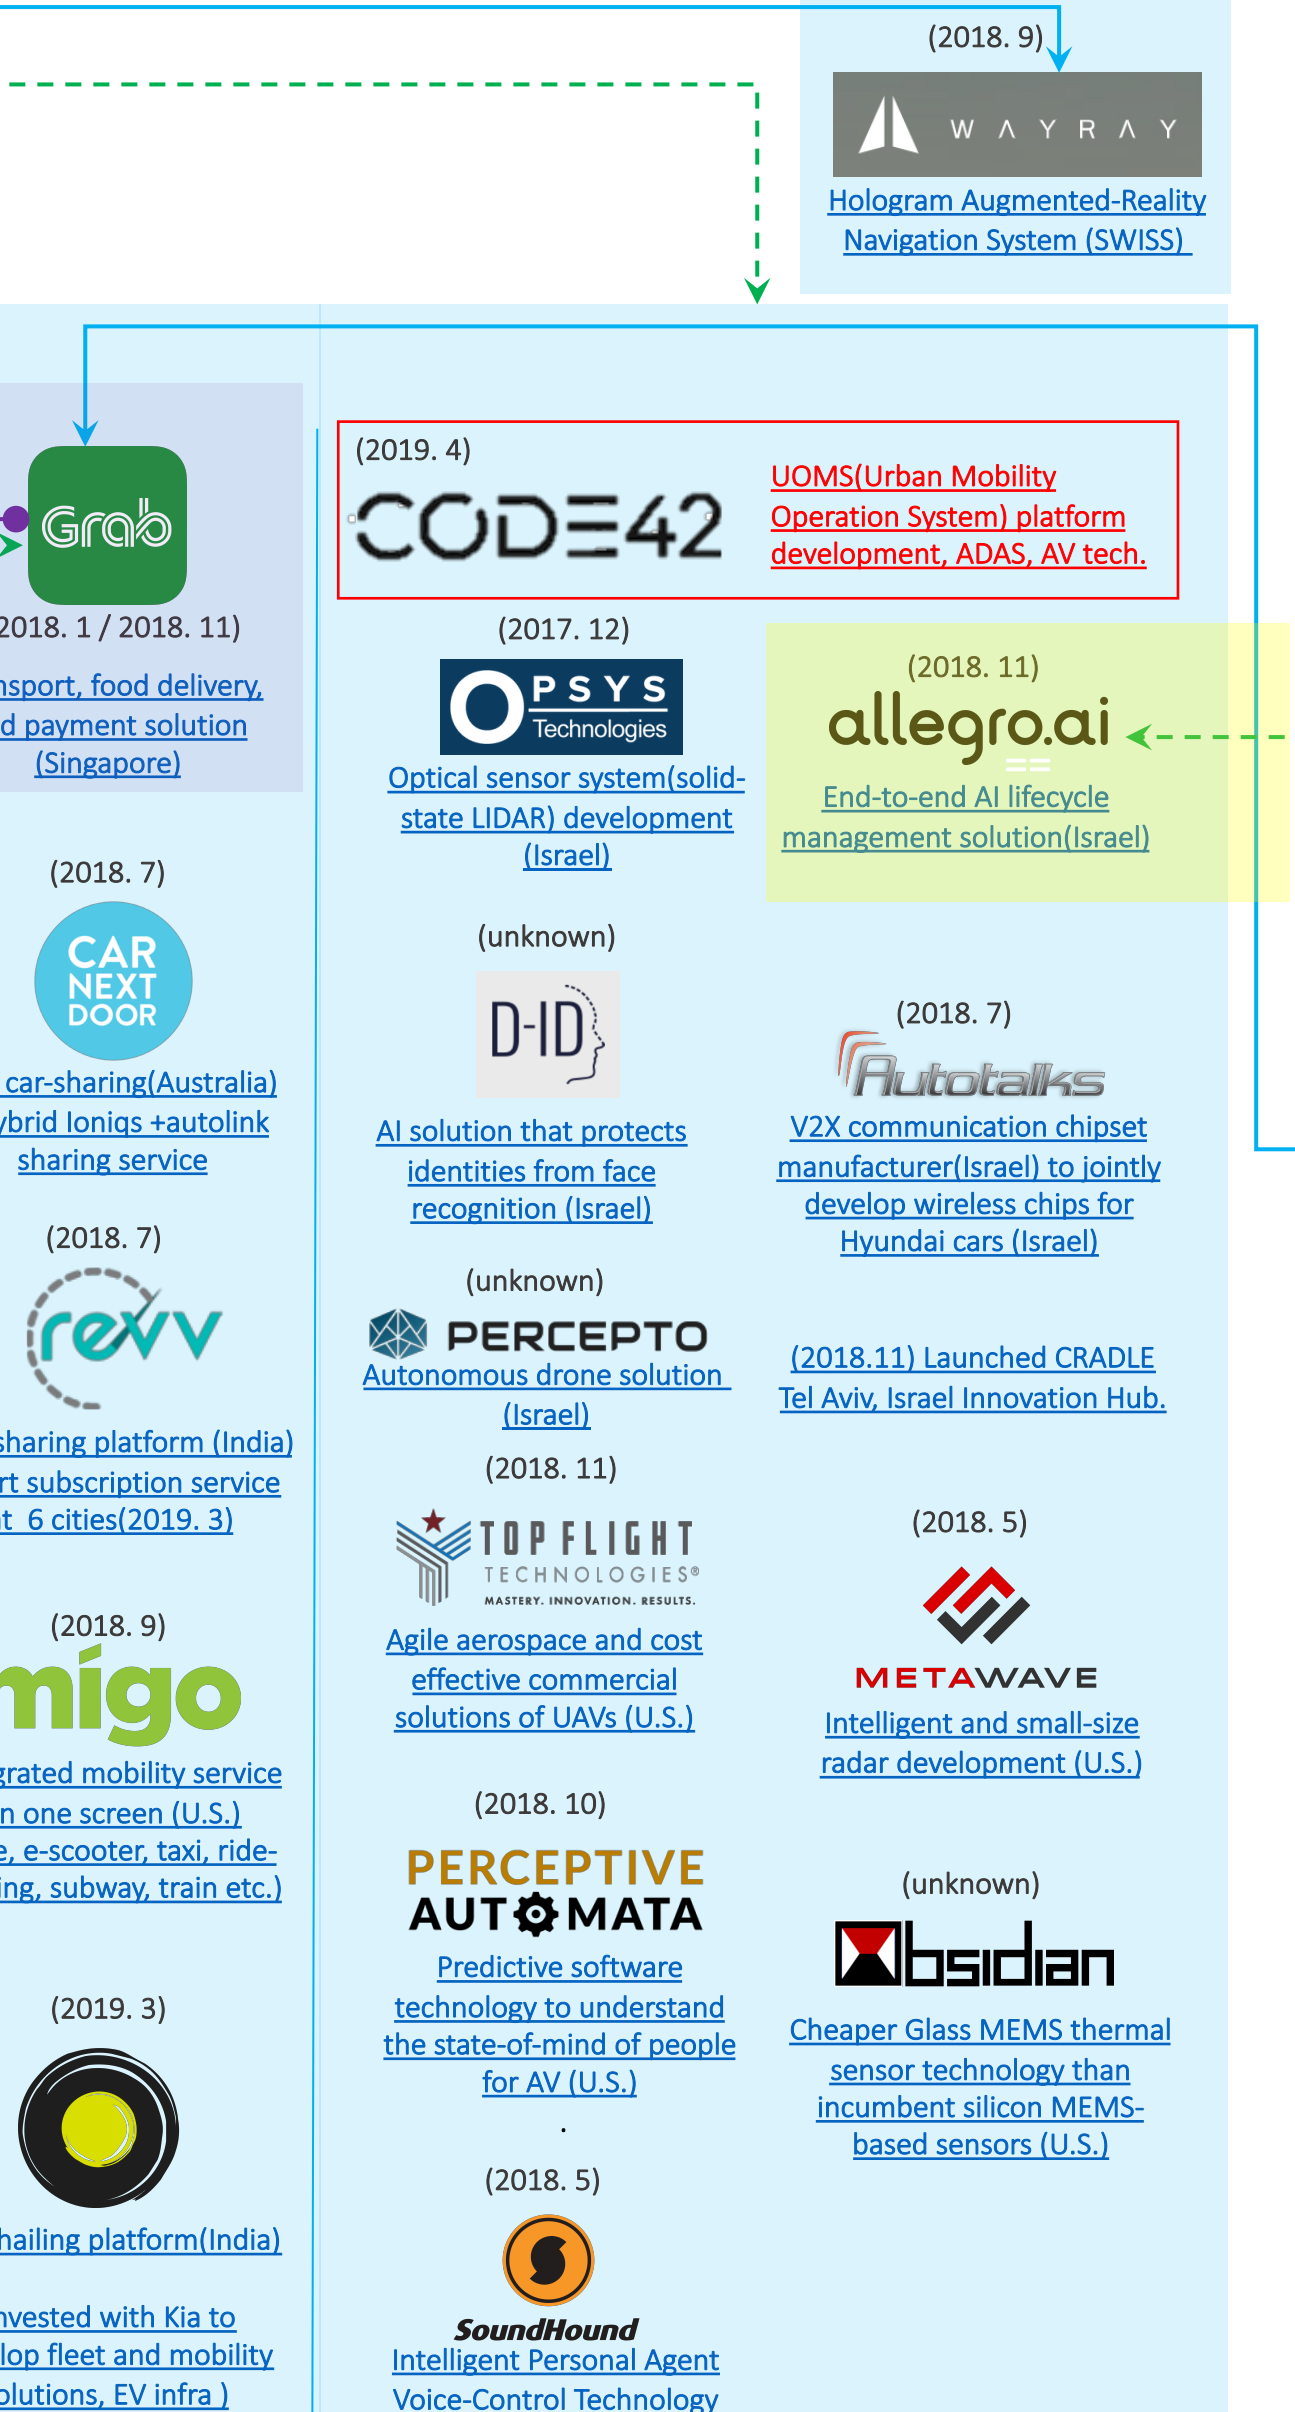 (2018. 9)
WAYRAY
Hologram Augmented-Reality
Navigation System (SWISS)
Grab
2018. 1 / 2018. 11)
food delivery,
payment solution
(Singapore)
(2018. 7)
CAR
NEXT
DOOR
car-sharing(Australia)
Ioniqs +autolink
sharing service
(2018. 7)
revv
sharing platform (India)
subscription service
6 cities(2019. 3)
(2018. 9)
mígo
mobility service
one screen (U.S.)
e-scooter, taxi, ride-
subway, train etc.)
(2019. 3)
hailing platform(India)
with Kia to
fleet and mobility
EV infra )
(2019. 4)
CODE42
UOMS(Urban Mobility
Operation System) platform
development, ADAS, AV tech.
(2017. 12)
OPSYS
Technologies
Optical sensor system(solid-
state LIDAR) development
(Israel)
(2018. 11)
allegro.ai
End-to-end AI lifecycle
management solution(Israel)
(unknown)
D-ID
AI solution that protects
identities from face
recognition (Israel)
(2018. 7)
Autotalks
V2X communication chipset
manufacturer(Israel) to jointly
develop wireless chips for
Hyundai cars (Israel)
(unknown)
PERCEPTO
Autonomous drone solution
(Israel)
(2018.11) Launched CRADLE
Tel Aviv, Israel Innovation Hub.
(2018. 11)
TOP FLIGHT
TECHNOLOGIES®
MASTERY. INNOVATION. RESULTS.
Agile aerospace and cost
effective commercial
solutions of UAVs (U.S.)
(2018. 5)
METAWAVE
Intelligent and small-size
radar development (U.S.)
(2018. 10)
PERCEPTIVE
AUTOMATA
Predictive software
technology to understand
the state-of-mind of people
for AV (U.S.)
.
(unknown)
Obsidian
Cheaper Glass MEMS thermal
sensor technology than
incumbent silicon MEMS-
based sensors (U.S.)
(2018. 5)
SoundHound
Intelligent Personal Agent
Voice-Control Technology